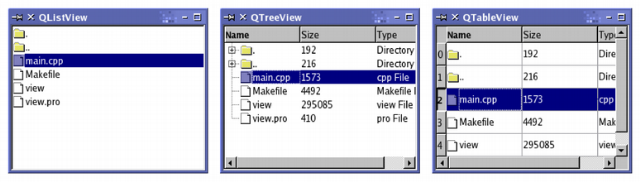 QListView
.
..
main.cpp
Makefile
view
view.pro
QTreeView
Name Size Type
. 192 Directory
.. 216 Directory
main.cpp 1573 cpp File
Makefile 4492 Makefile
view 295085 view File
view.pro 410 pro File
QTableView
Name Size Type
0 . 192 Dire
1 .. 216 Dire
2 main.cpp 1573 cpp
3 Makefile 4492 Mak
4 view 295085 view